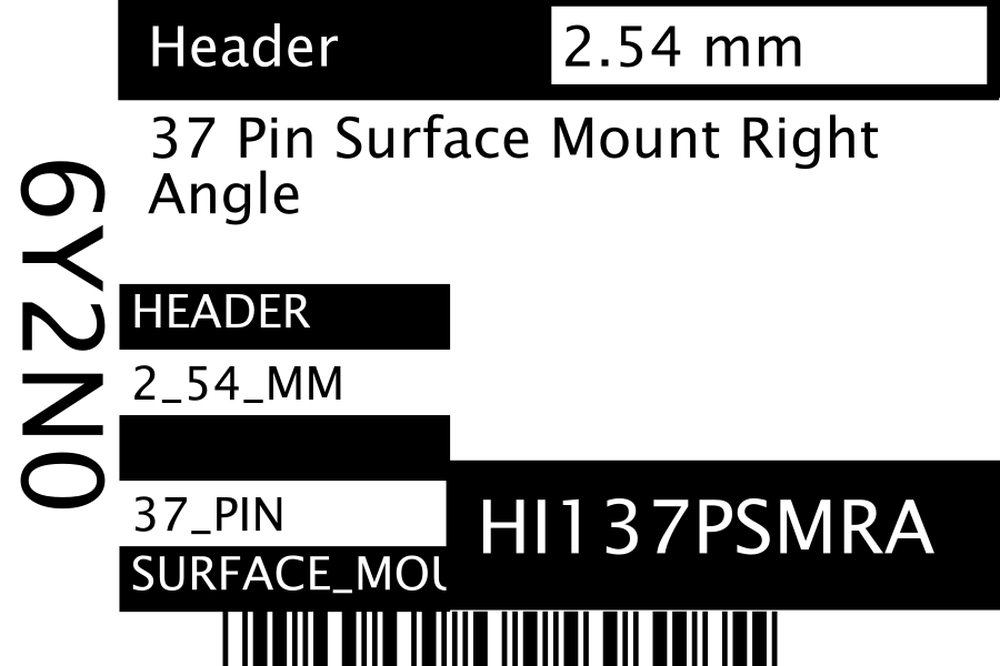 Header
2.54 mm
37 Pin Surface Mount Right
Angle
6Y2N0
HEADER
2_54_MM
37_PIN
SURFACE_MOU
HI137PSMRA